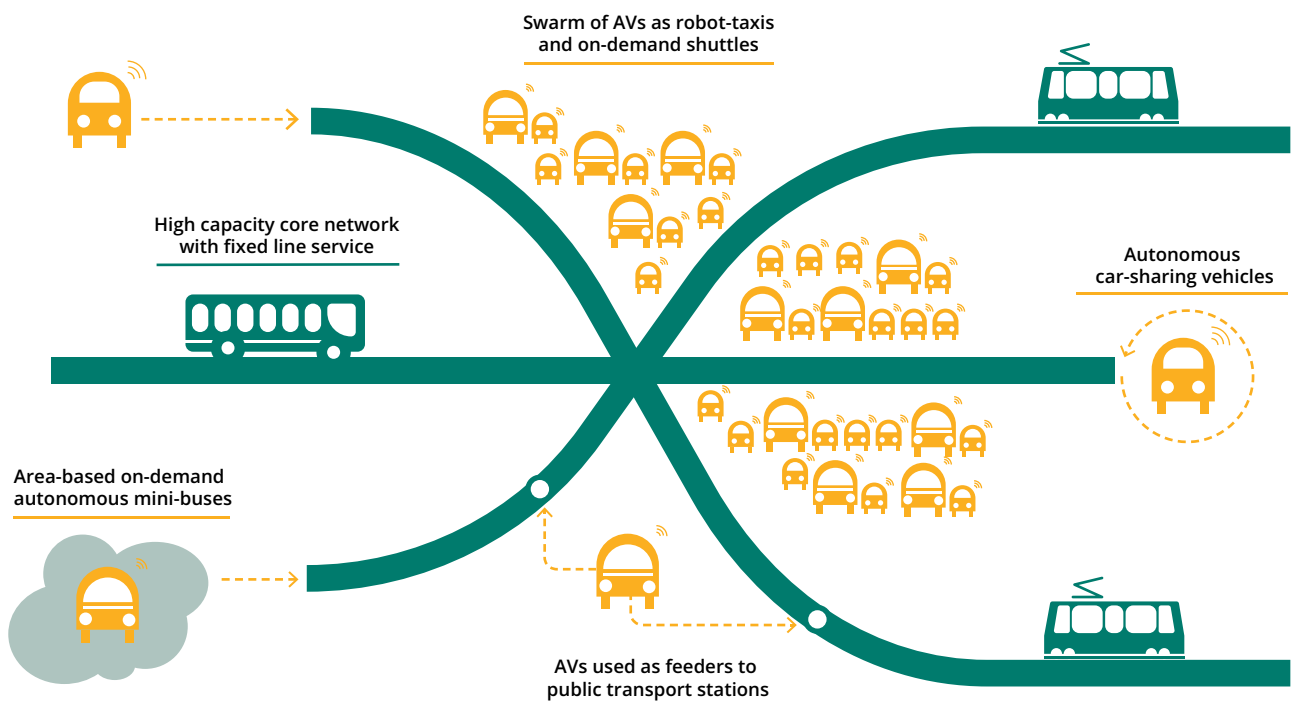 Swarm of AVs as robot-taxis
and on-demand shuttles
High capacity core network
with fixed line service
Autonomous
car-sharing vehicles
Area-based on-demand
autonomous mini-buses
AVs used as feeders to
public transport stations